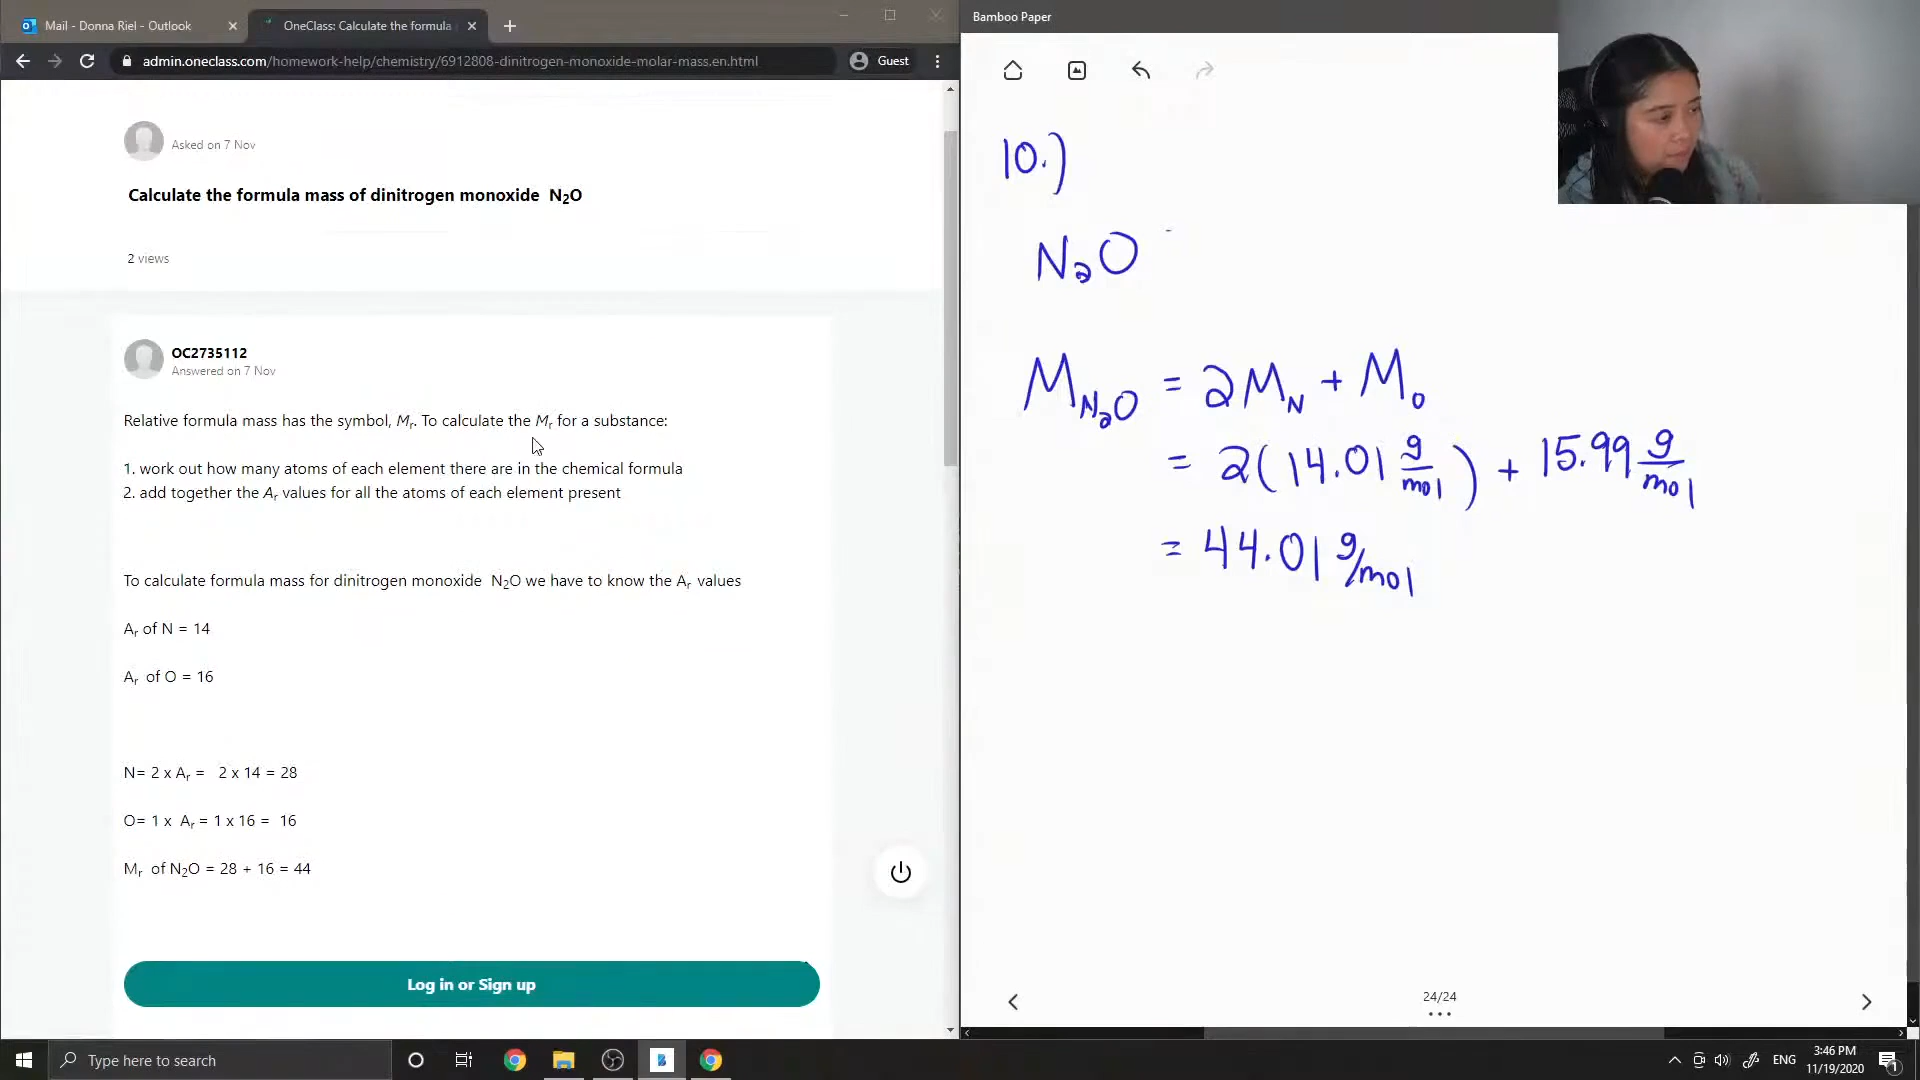 Mail - Donna Riel - Outlook
OneClass: Calculate the formula
admin.oneclass.com/homework-help/chemistry/6912808-dinitrogen-monoxide-molar-mass.en.html
Guest
Asked on 7 Nov
Calculate the formula mass of dinitrogen monoxide N₂O
2 views
OC2735112
Answered on 7 Nov
Relative formula mass has the symbol, Mᵣ. To calculate the Mᵣ for a substance:
1. work out how many atoms of each element there are in the chemical formula
2. add together the Aᵣ values for all the atoms of each element present
To calculate formula mass for dinitrogen monoxide N₂O we have to know the Aᵣ values
Aᵣ of N = 14
Aᵣ of O = 16
N= 2 x Aᵣ = 2 x 14 = 28
O= 1 x Aᵣ = 1 x 16 = 16
Mᵣ of N₂O = 28 + 16 = 44
Log in or Sign up
Bamboo Paper
10.)
N₂O
M_N₂O = 2M_N + M_O
= 2(14.01 g/mol) + 15.99 g/mol
= 44.01 g/mol
24/24
Type here to search
ENG
3:46 PM
11/19/2020
1